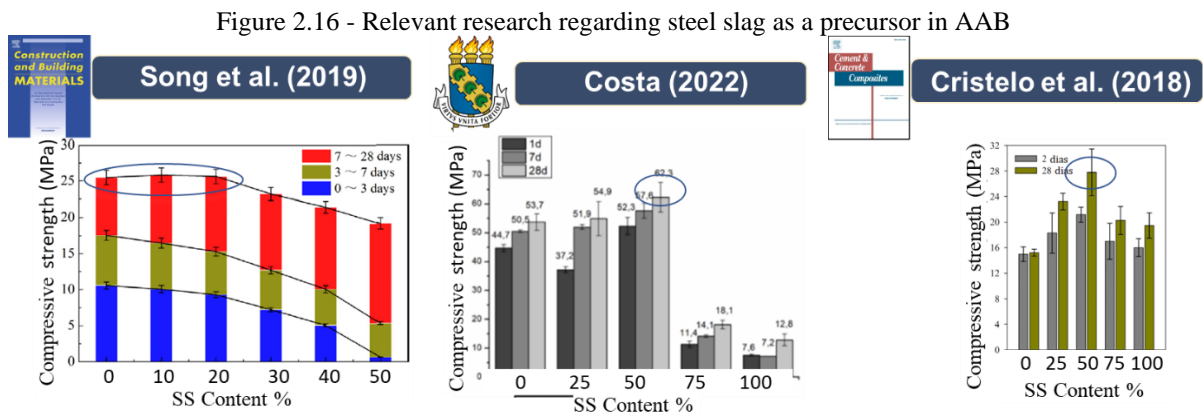 Figure 2.16 - Relevant research regarding steel slag as a precursor in AAB
Construction
and Building
MATERIALS
Song et al. (2019)
VIRTVS VNITA FORTIOR
Costa (2022)
Cement &
Concrete
Composites
Cristelo et al. (2018)
Compressive strength (MPa)
30
25
20
15
10
5
0
7 ~ 28 days
3 ~ 7 days
0 ~ 3 days
0 10 20 30 40 50
SS Content %
Compressive strength (MPa)
70
60
50
40
30
20
10
0
1d
7d
28d
44,7 50,5 53,7
37,2 51,9 54,9
52,3 57,6 62,3
11,4 14,1 18,1
7,6 7,2 12,8
0 25 50 75 100
SS Content %
Compressive strength (MPa)
32
28
24
20
16
12
8
4
0
2 dias
28 dias
0 25 50 75 100
SS Content %